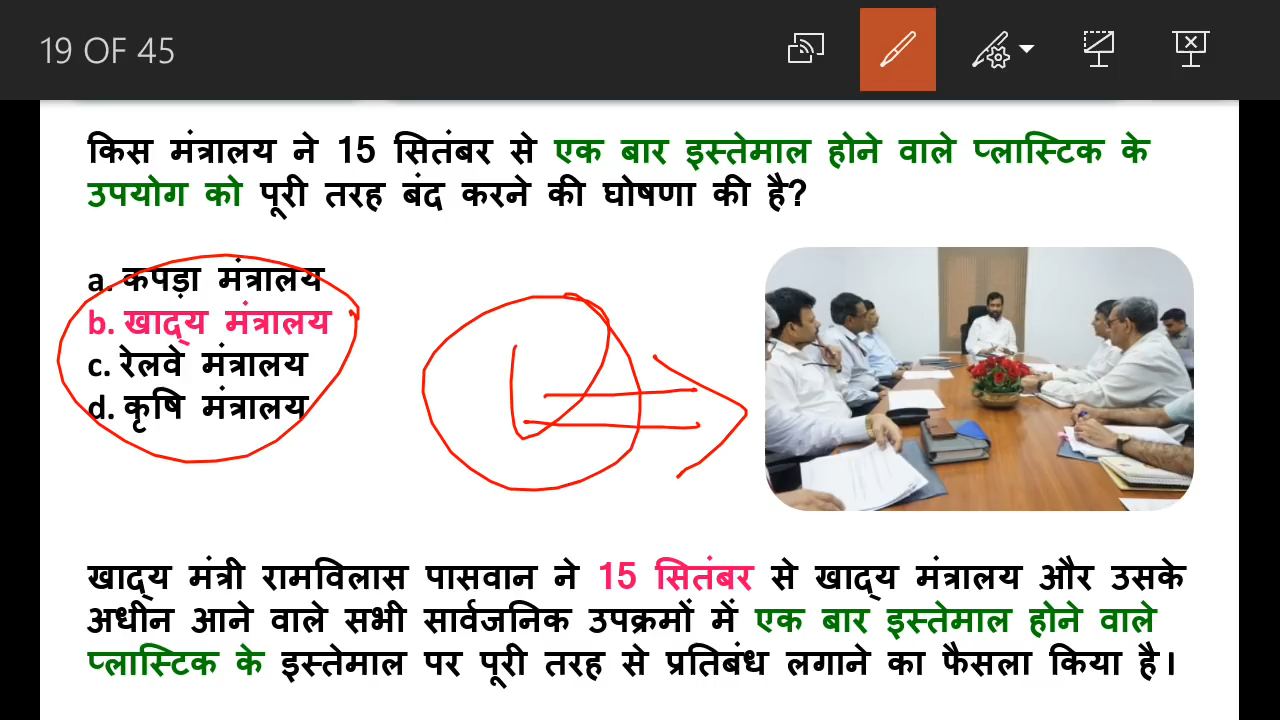 19 OF 45
किस मंत्रालय ने 15 सितंबर से एक बार इस्तेमाल होने वाले प्लास्टिक के
उपयोग को पूरी तरह बंद करने की घोषणा की है?
a. कपड़ा मंत्रालय
b. खाद्य मंत्रालय
c. रेलवे मंत्रालय
d. कृषि मंत्रालय
खाद्य मंत्री रामविलास पासवान ने 15 सितंबर से खाद्य मंत्रालय और उसके
अधीन आने वाले सभी सार्वजनिक उपक्रमों में एक बार इस्तेमाल होने वाले
प्लास्टिक के इस्तेमाल पर पूरी तरह से प्रतिबंध लगाने का फैसला किया है।